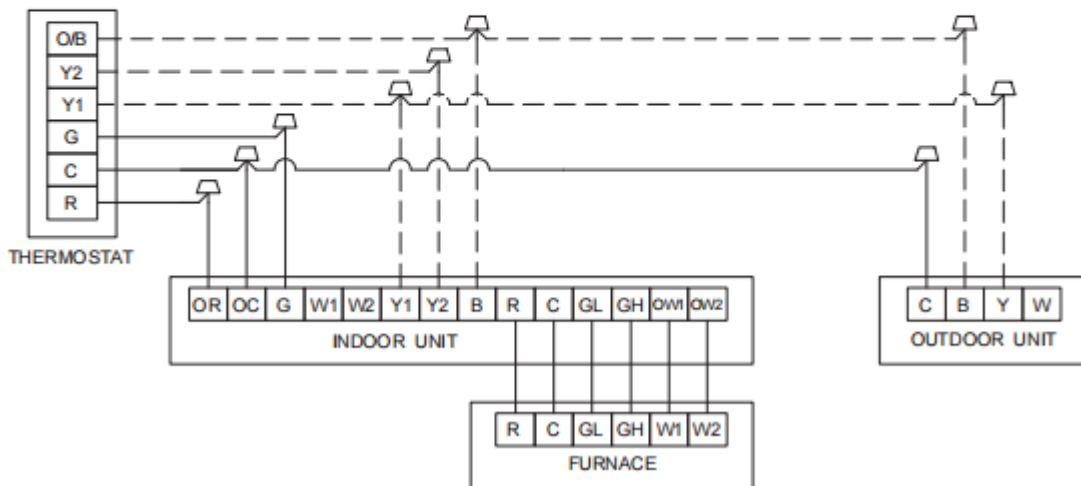 O/B
Y2
Y1
G
C
R
THERMOSTAT
OR OC G W1 W2 Y1 Y2 B R C GL GH OW1 OW2
INDOOR UNIT
C B Y W
OUTDOOR UNIT
R C GL GH W1 W2
FURNACE